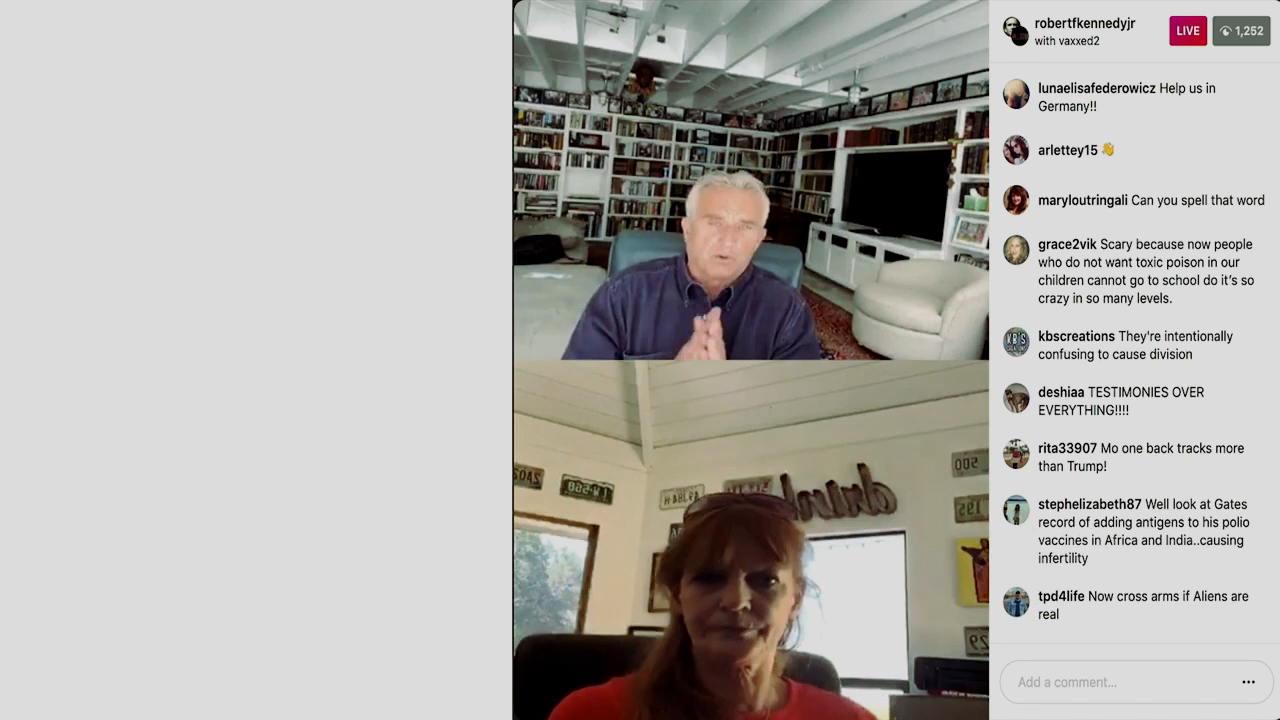 robertfkennedyjr
with vaxxed2
LIVE
1,252
lunaelisafederowicz Help us in
Germany!!
arlettey15 👋
maryloutringali Can you spell that word
grace2vik Scary because now people
who do not want toxic poison in our
children cannot go to school do it's so
crazy in so many levels.
kbscreations They're intentionally
confusing to cause division
deshiaa TESTIMONIES OVER
EVERYTHING!!!!
rita33907 Mo one back tracks more
than Trump!
stephelizabeth87 Well look at Gates
record of adding antigens to his polio
vaccines in Africa and India..causing
infertility
tpd4life Now cross arms if Aliens are
real
Add a comment...